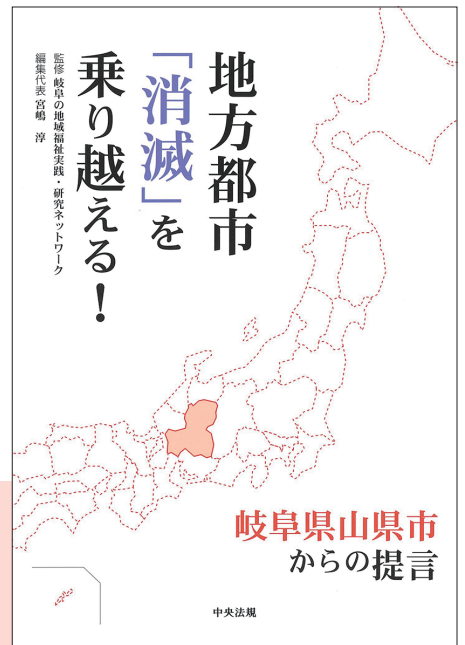 地方都市
「消滅」を
乗り越える!
監修 岐阜の地域福祉実践・研究ネットワーク
編集代表 宮嶋 淳
岐阜県山県市
からの提言
中央法規